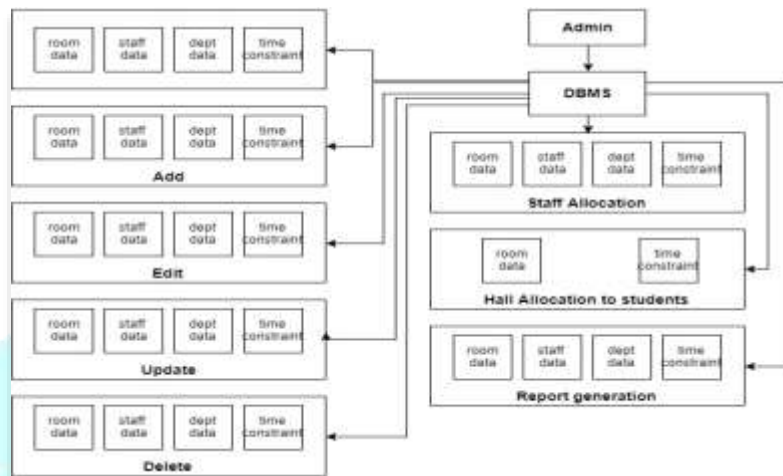 room staff dept time
data data data constraint
room staff dept time
data data data constraint
Add
room staff dept time
data data data constraint
Edit
room staff dept time
data data data constraint
Update
room staff dept time
data data data constraint
Delete
Admin
DBMS
room staff dept time
data data data constraint
Staff Allocation
room time
data constraint
Hall Allocation to students
room staff dept time
data data data constraint
Report generation